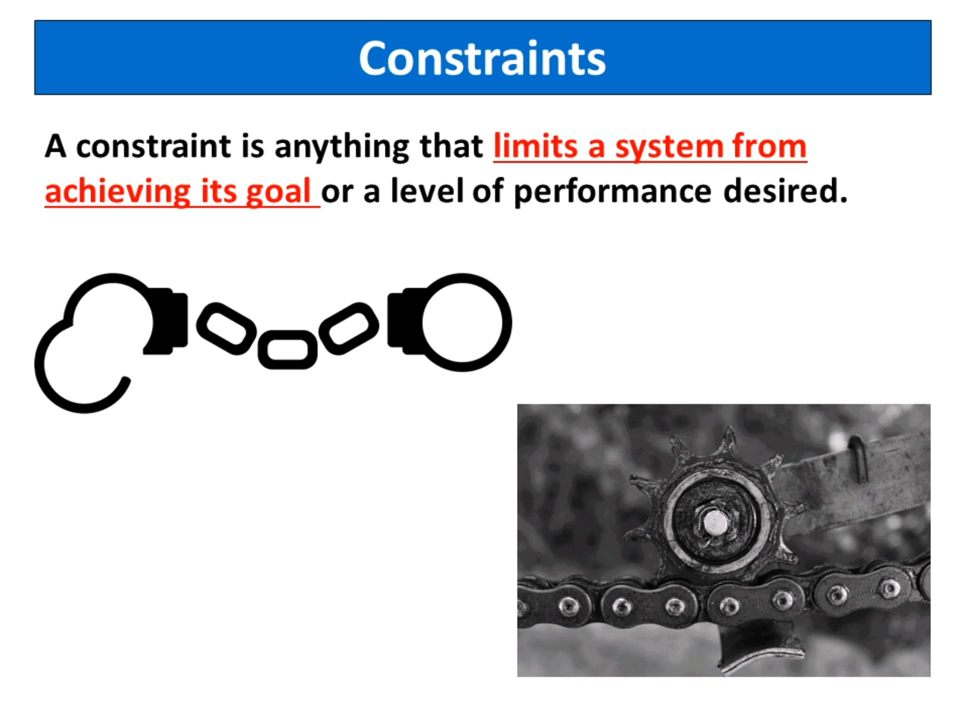 Constraints
A constraint is anything that limits a system from
achieving its goal or a level of performance desired.